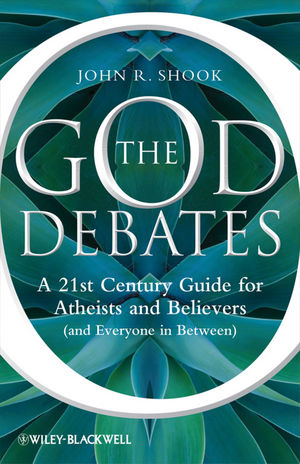 JOHN R. SHOOK
THE
GOD
DEBATES
A 21st Century Guide for
Atheists and Believers
(and Everyone in Between)
WILEY-BLACKWELL